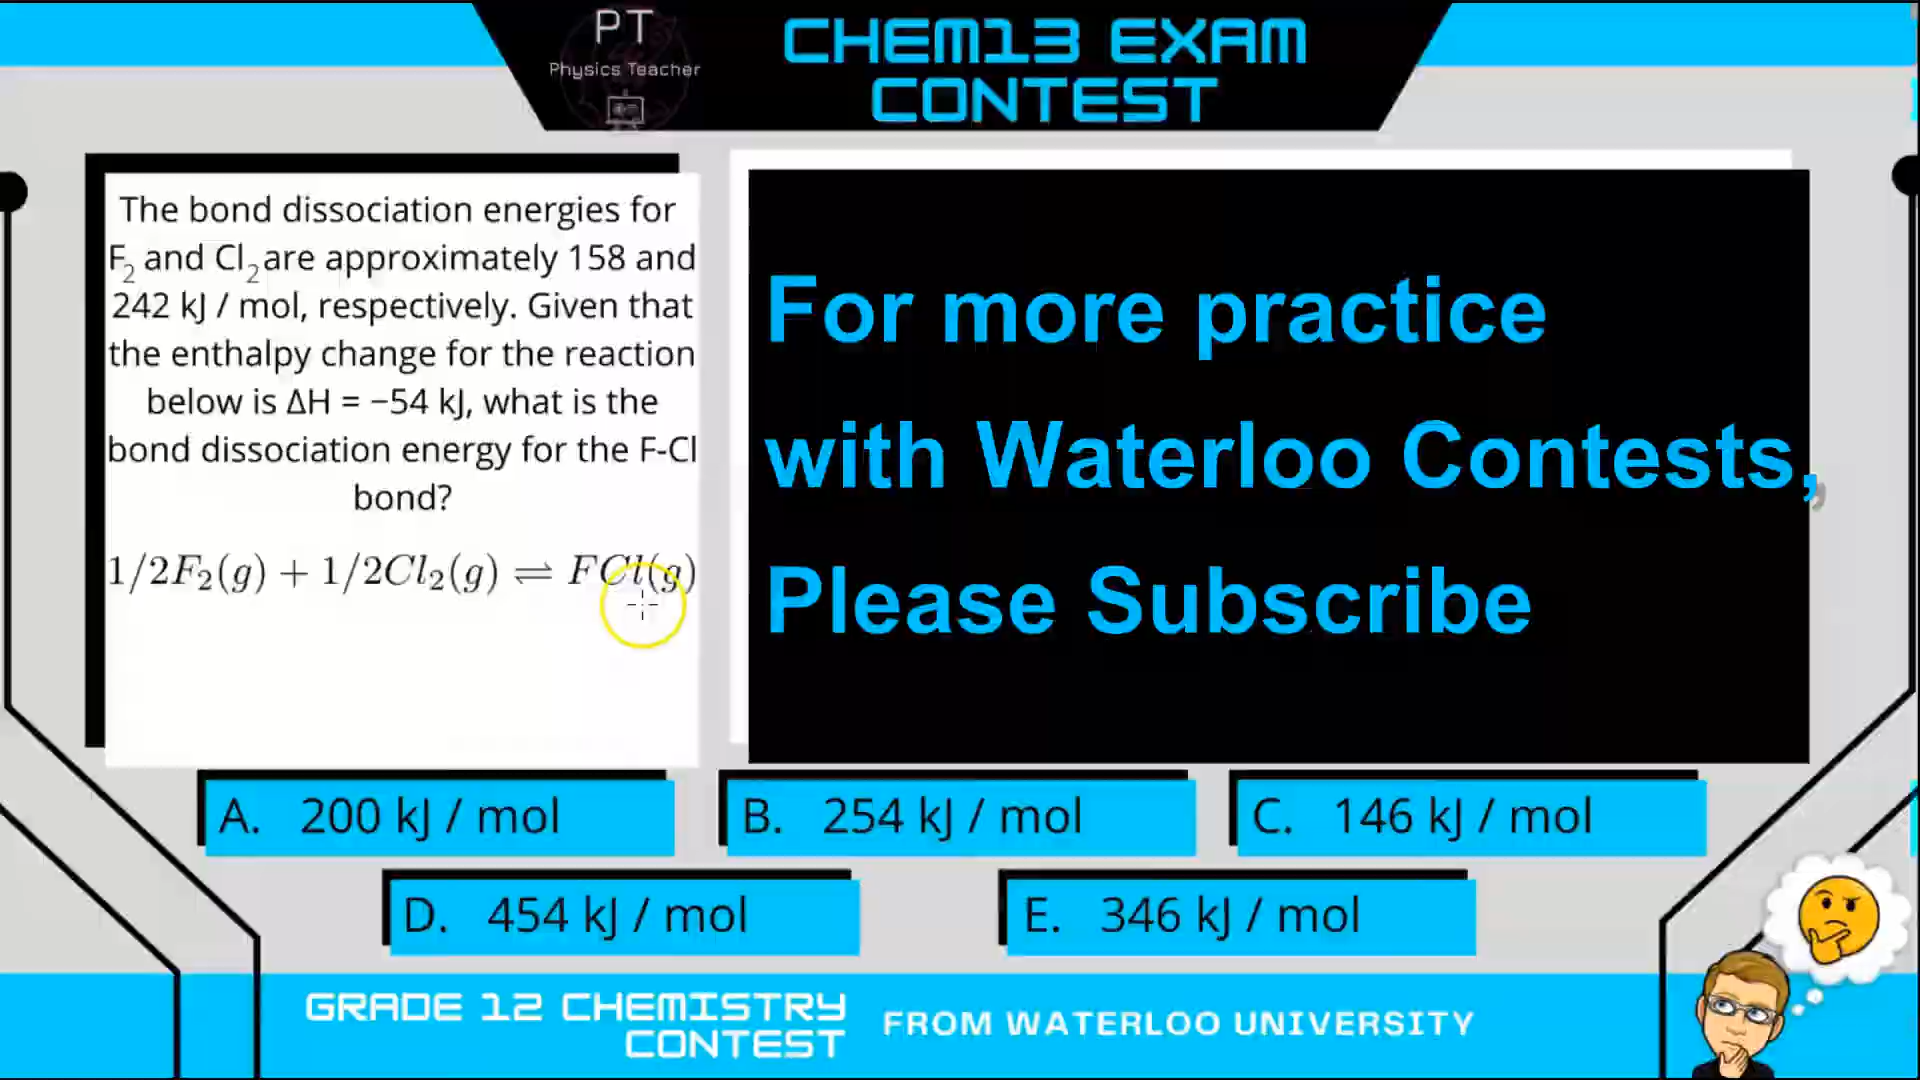 PT
Physics Teacher
CHEM13 EXAM
CONTEST
The bond dissociation energies for
F₂ and Cl₂ are approximately 158 and
242 kJ / mol, respectively. Given that
the enthalpy change for the reaction
below is ΔH = −54 kJ, what is the
bond dissociation energy for the F-Cl
bond?
1/2F₂(g) + 1/2Cl₂(g) ⇌ FCl(g)
For more practice
with Waterloo Contests,
Please Subscribe
A. 200 kJ / mol
B. 254 kJ / mol
C. 146 kJ / mol
D. 454 kJ / mol
E. 346 kJ / mol
GRADE 12 CHEMISTRY
CONTEST
FROM WATERLOO UNIVERSITY